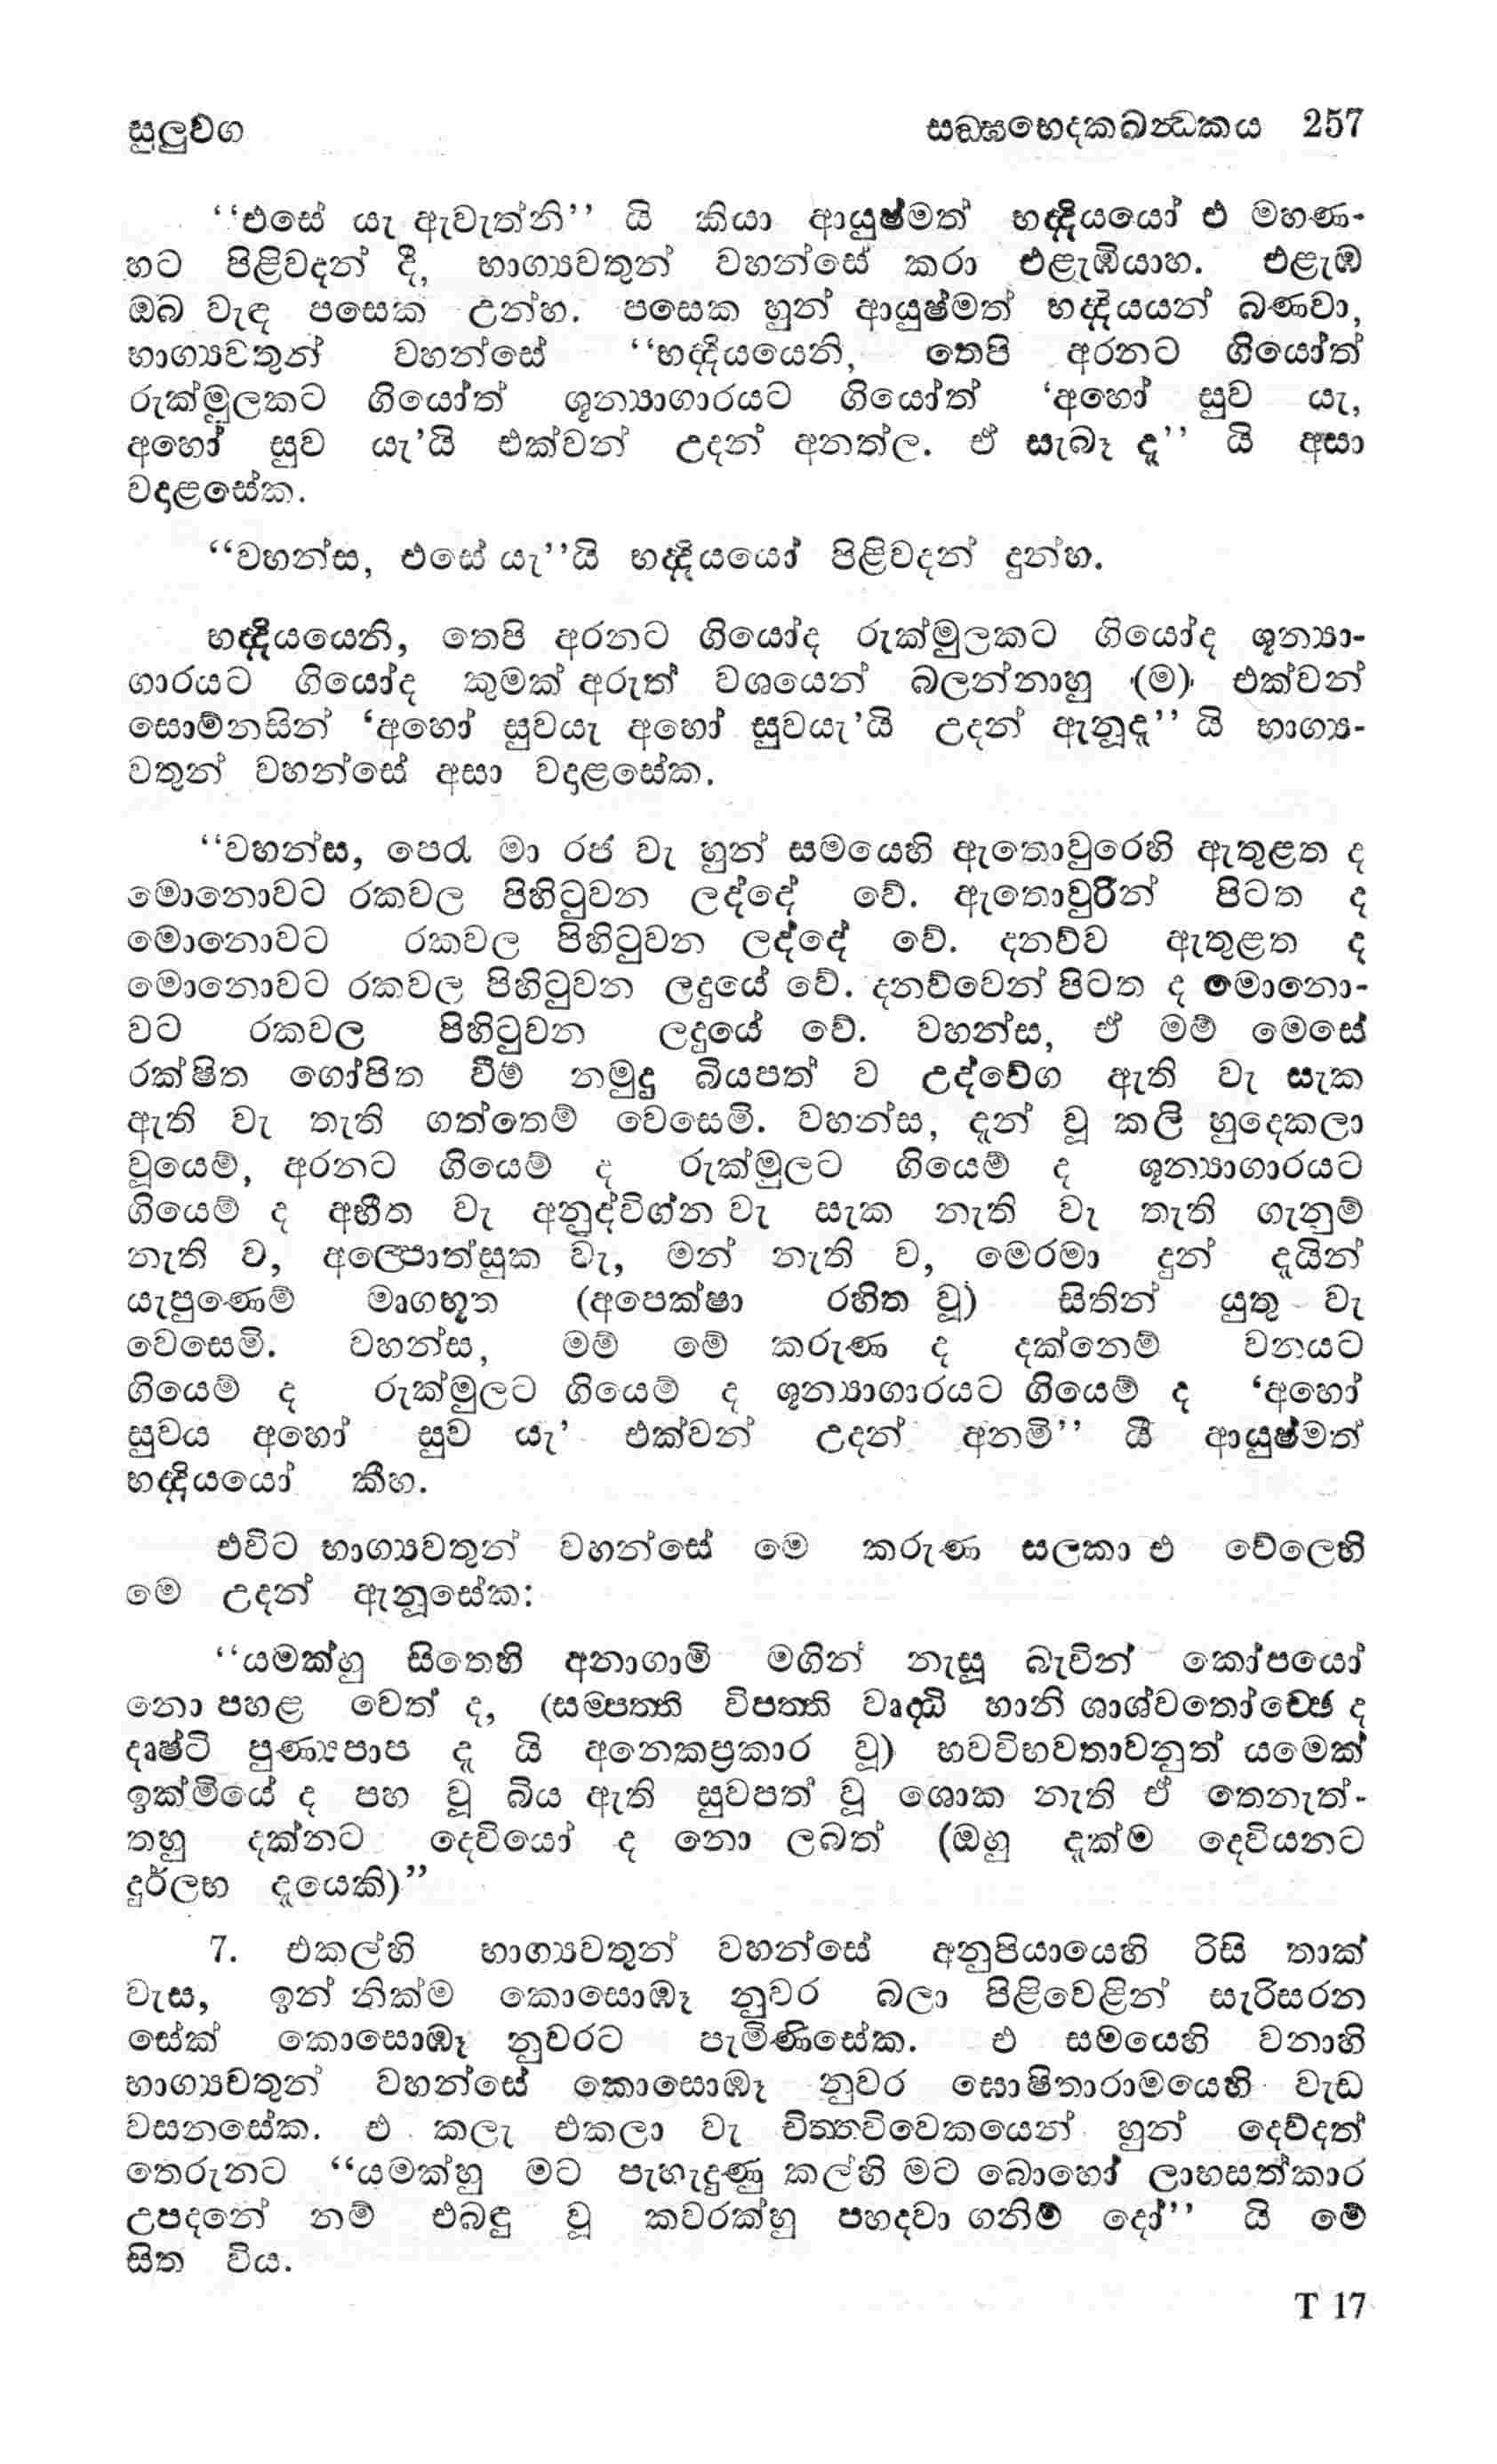 සුලුවග සඞ්ඝභෙදකඛන්ධකය 257
‘‘එසේ යැ ඇවැත්නි’’ යි කියා ආයුෂ්මත් භද්දියයෝ එ මහණ-
හට පිළිවදන් දී, භාග්‍යවතුන් වහන්සේ කරා එළැඹියාහ. එළැඹ
ඔබ වැඳ පසෙක උන්හ. පසෙක හුන් ආයුෂ්මත් භද්දියයන් බණවා,
භාග්‍යවතුන් වහන්සේ ‘‘භද්දියයෙනි, තෙපි අරනට ගියෝත්
රුක්මුලකට ගියෝත් ශූන්‍යාගාරයට ගියෝත් ‘අහෝ සුව යැ,
අහෝ සුව යැ’යි එක්වන් උදන් අනත්ල. ඒ සැබෑ දැ’’ යි අසා
වදාළසේක.
‘‘වහන්ස, එසේ යැ’’යි භද්දියයෝ පිළිවදන් දුන්හ.
භද්දියයෙනි, තෙපි අරනට ගියෝද රුක්මුලකට ගියෝද ශූන්‍යා-
ගාරයට ගියෝද කුමක් අරුත් වශයෙන් බලන්නාහු (ම) එක්වන්
සොම්නසින් ‘අහෝ සුවයැ අහෝ සුවයැ’යි උදන් ඇනූදැ’’ යි භාග්‍ය-
වතුන් වහන්සේ අසා වදාළසේක.
‘‘වහන්ස, පෙරැ මා රජ වැ හුන් සමයෙහි ඇතොවුරෙහි ඇතුළත ද
මොනොවට රකවල පිහිටුවන ලද්දේ වේ. ඇතොවුරින් පිටත ද
මොනොවට රකවල පිහිටුවන ලද්දේ වේ. දනව්ව ඇතුළත ද
මොනොවට රකවල පිහිටුවන ලදුයේ වේ. දනව්වෙන් පිටත ද මොනො-
වට රකවල පිහිටුවන ලදුයේ වේ. වහන්ස, ඒ මම් මෙසේ
රක්ෂිත ගෝපිත වීම් නමුදු බියපත් ව උද්වේග ඇති වැ සැක
ඇති වැ තැති ගත්තෙම් වෙසෙමි. වහන්ස, දැන් වූ කලි හුදෙකලා
වූයෙම්, අරනට ගියෙම් ද රුක්මුලට ගියෙම් ද ශූන්‍යාගාරයට
ගියෙම් ද අභීත වැ අනුද්විග්න වැ සැක නැති වැ තැති ගැනුම්
නැති ව, අල්පොත්සුක වැ, මන් නැති ව, මෙරමා දුන් දැයින්
යැපුණෙම් මෘගභූත (අපෙක්ෂා රහිත වූ) සිතින් යුතු වැ
වෙසෙමි. වහන්ස, මම් මේ කරුණ ද දක්නෙම් වනයට
ගියෙම් ද රුක්මුලට ගියෙම් ද ශූන්‍යාගාරයට ගියෙම් ද ‘අහෝ
සුවය අහෝ සුව යැ’ එක්වන් උදන් අනමි’’ යී ආයුෂ්මත්
භද්දියයෝ කීහ.
එවිට භාග්‍යවතුන් වහන්සේ මෙ කරුණ සලකා එ වේලෙහි
මෙ උදන් ඇනූසේක:
‘‘යමක්හු සිතෙහි අනාගාමි මගින් නැසූ බැවින් කෝපයෝ
නො පහළ වෙත් ද, (සම්පත්ති විපත්ති වෘද්ධි හානි ශාශ්වතෝච්ඡෙද
දෘෂ්ටි පුණ්‍යපාප දැ යි අනෙකප්‍රකාර වූ) භවවිභවතාවනුත් යමෙක්
ඉක්මියේ ද පහ වූ බිය ඇති සුවපත් වූ ශොක නැති ඒ තෙනැත්-
තහු දක්නට දෙවියෝ ද නො ලබත් (ඔහු දැක්ම දෙවියනට
දුර්ලභ දැයෙකි)’’
7. එකල්හි භාග්‍යවතුන් වහන්සේ අනුපියායෙහි රිසි තාක්
වැස, ඉන් නික්ම කොසොඹෑ නුවර බලා පිළිවෙළින් සැරිසරන
සේක් කොසොඹෑ නුවරට පැමිණිසේක. එ සමයෙහි වනාහි
භාග්‍යවතුන් වහන්සේ කොසොඹෑ නුවර ඝොෂිතාරාමයෙහි වැඩ
වසනසේක. එ කලැ එකලා වැ චිත්තවිවෙකයෙන් හුන් දෙව්දත්
තෙරුනට ‘‘යමක්හු මට පැහැදුණු කල්හි මට බොහෝ ලාභසත්කාර
උපදනේ නම් එබඳු වූ කවරක්හු පහදවා ගනිම් දෝ’’ යි මේ
සිත විය.
T 17